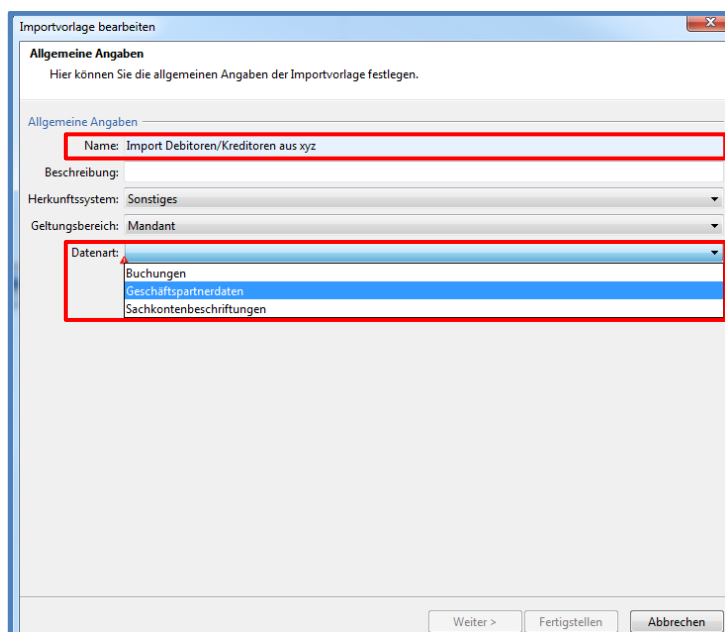 Importvorlage bearbeiten
Allgemeine Angaben
Hier können Sie die allgemeinen Angaben der Importvorlage festlegen.
Allgemeine Angaben
Name: Import Debitoren/Kreditoren aus xyz
Beschreibung:
Herkunftssystem: Sonstiges
Geltungsbereich: Mandant
Datenart:
Buchungen
Geschäftspartnerdaten
Sachkontenbeschriftungen
Weiter > Fertigstellen Abbrechen